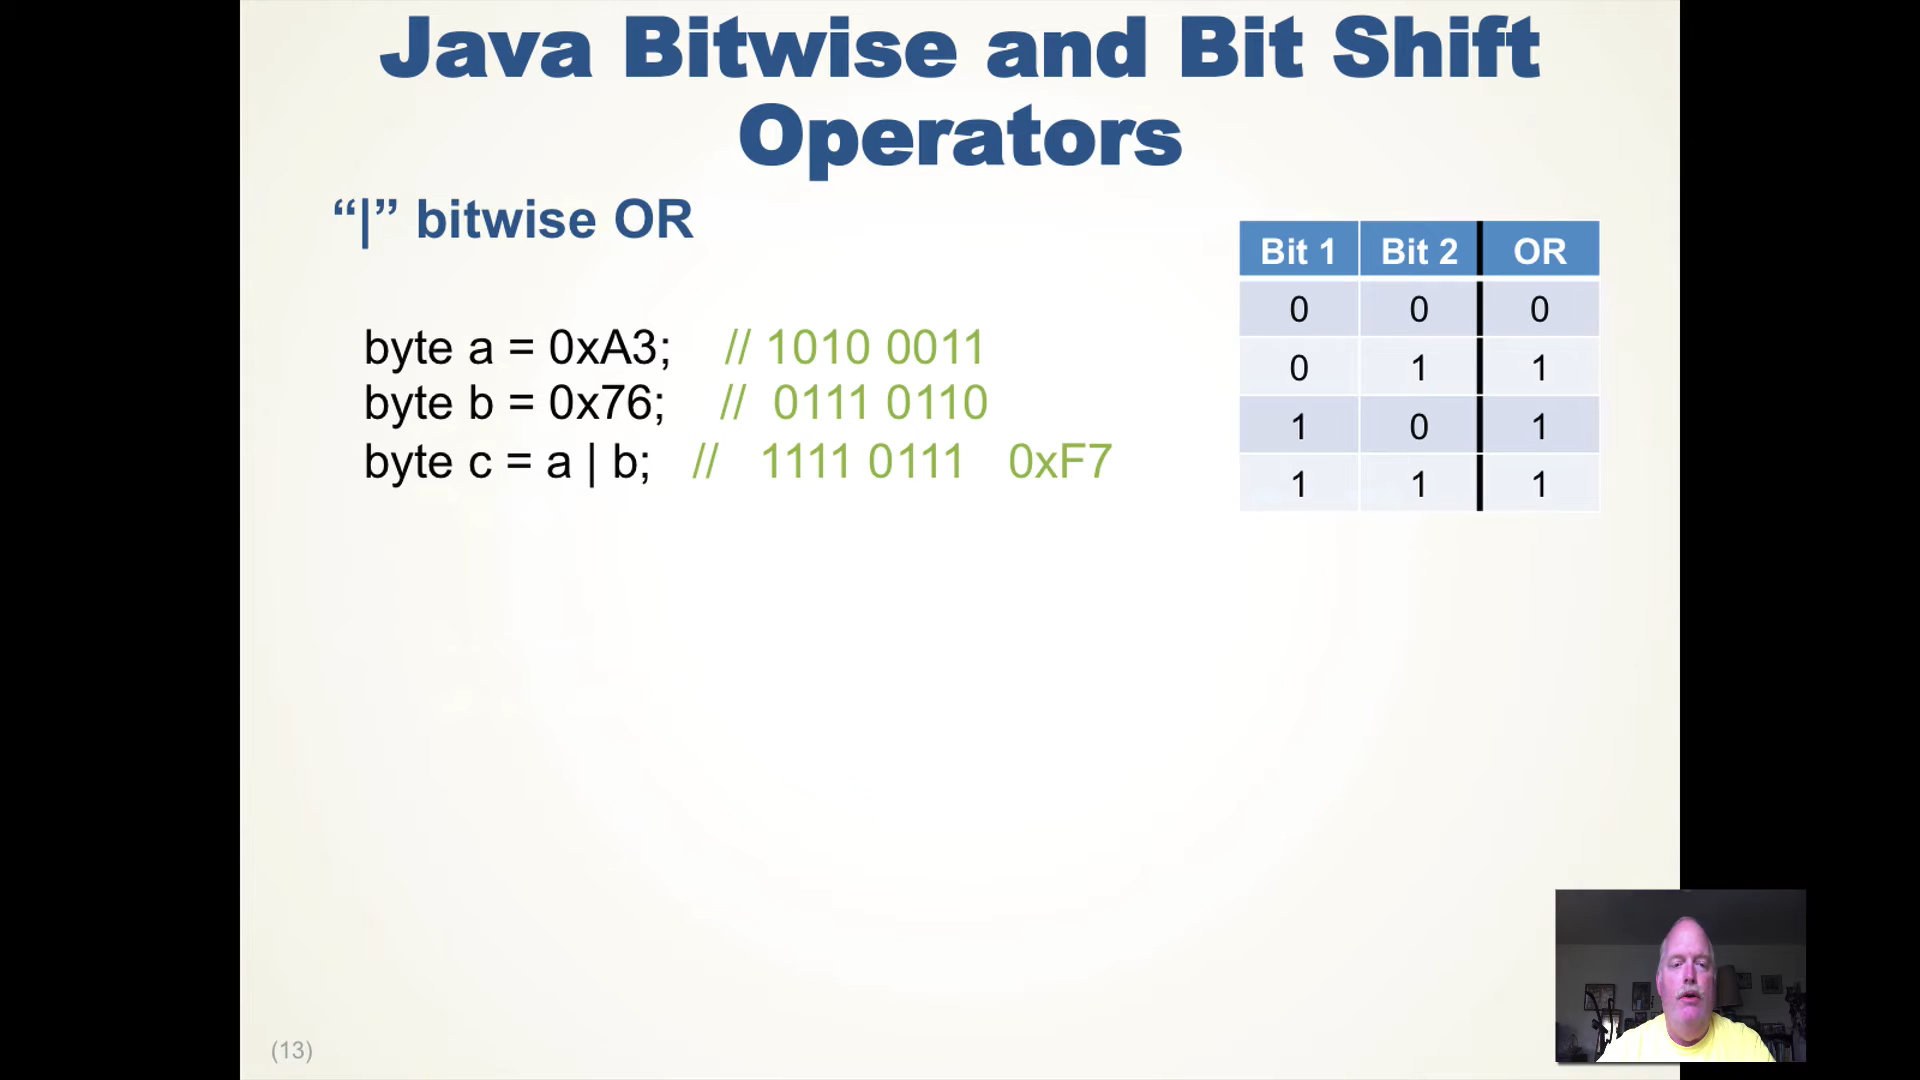 Java Bitwise and Bit Shift
Operators
“|” bitwise OR
byte a = 0xA3; // 1010 0011
byte b = 0x76; // 0111 0110
byte c = a | b; // 1111 0111 0xF7
Bit 1 Bit 2 OR
0 0 0
0 1 1
1 0 1
1 1 1
(13)